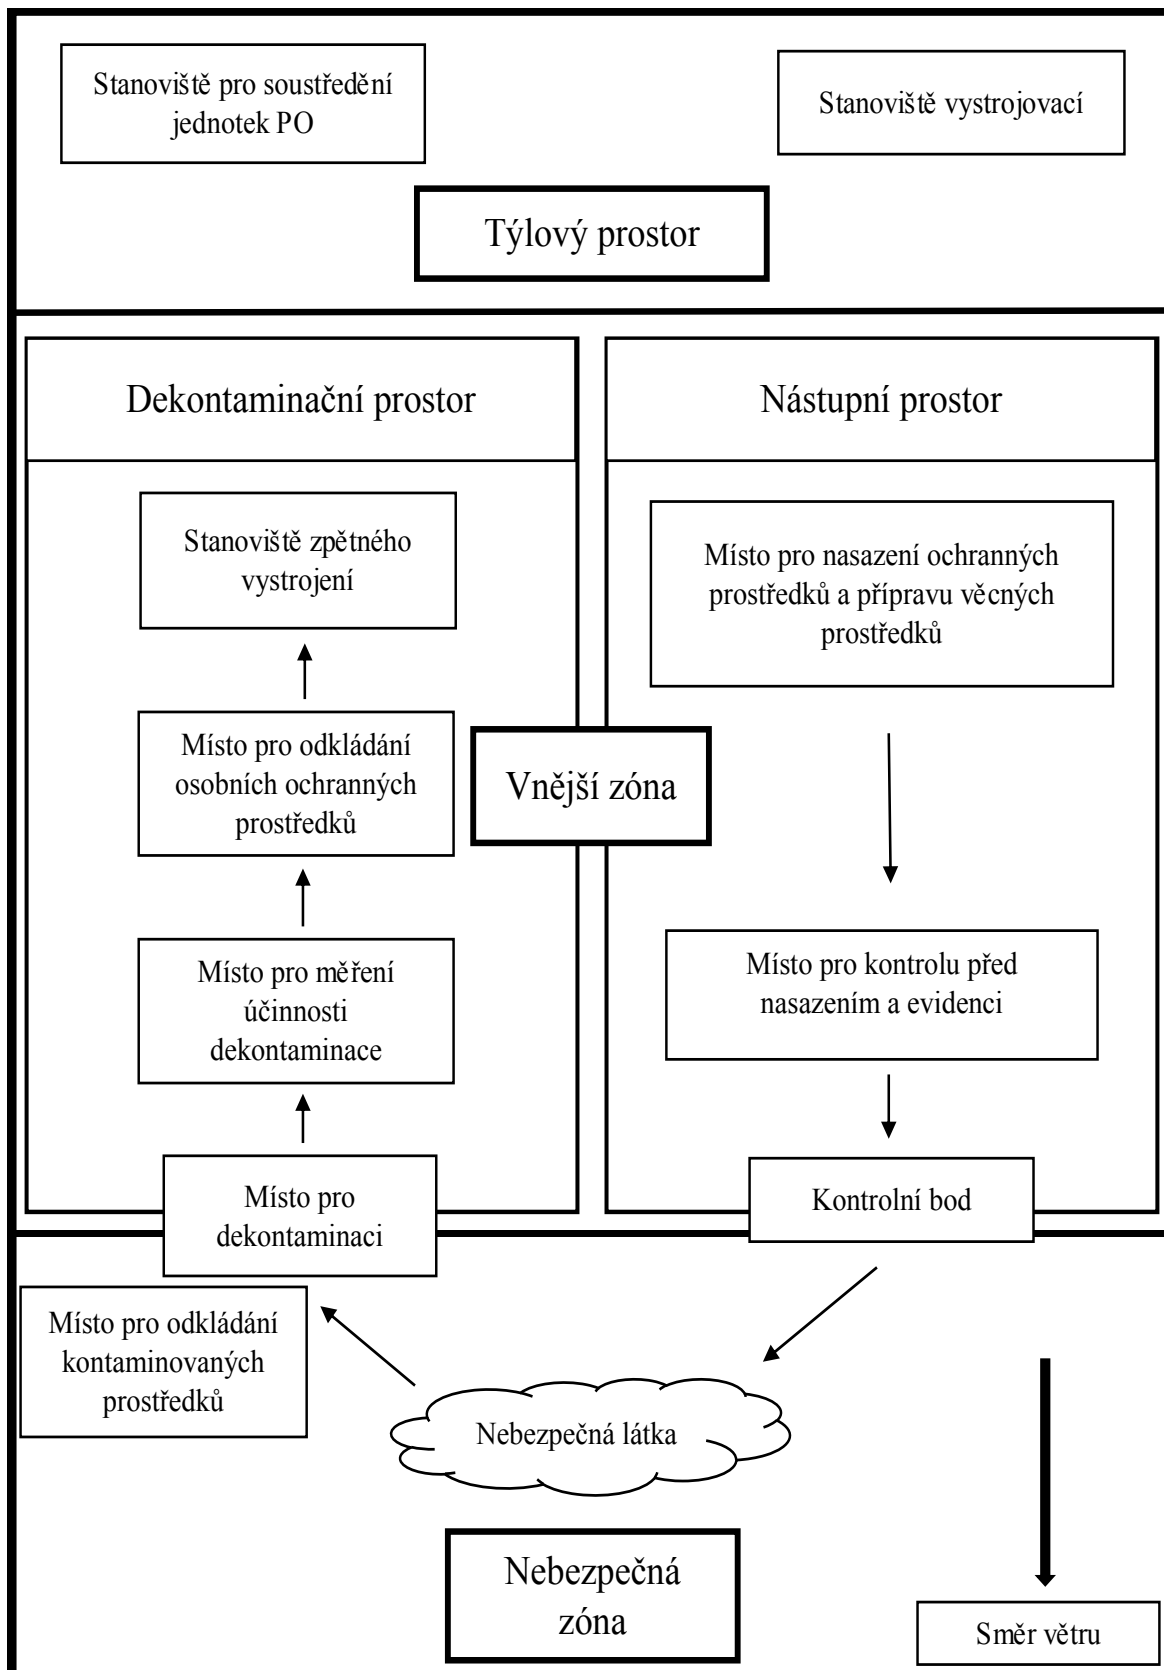 Stanoviště pro soustředění
jednotek PO
Stanoviště vystrojovací
Týlový prostor
Dekontaminační prostor
Nástupní prostor
Stanoviště zpětného
vystrojení
Místo pro nasazení ochranných
prostředků a přípravu věcných
prostředků
Místo pro odkládání
osobních ochranných
prostředků
Vnější zóna
Místo pro měření
účinnosti
dekontaminace
Místo pro kontrolu před
nasazením a evidenci
Místo pro
dekontaminaci
Kontrolní bod
Místo pro odkládání
kontaminovaných
prostředků
Nebezpečná látka
Nebezpečná
zóna
Směr větru